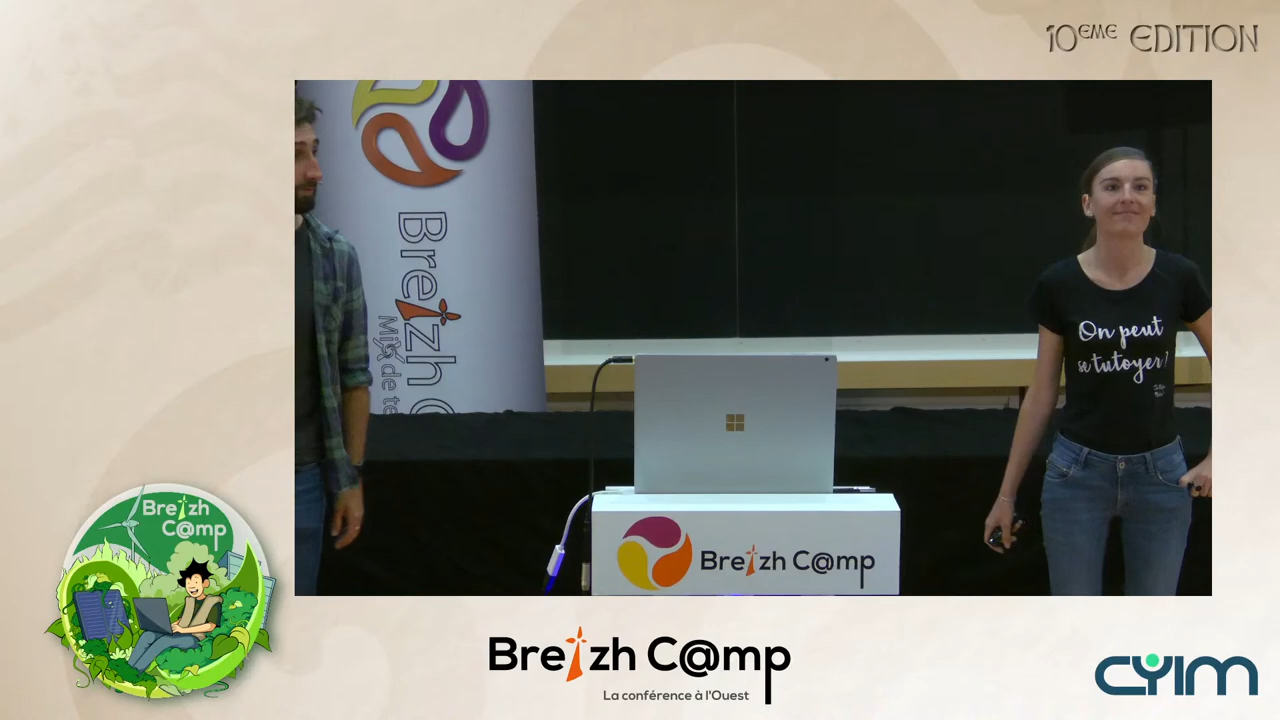 10EME EDITION
Breizh C
Mix de te
On peut
se tutoyer !
Breizh C@mp
Breizh
C@mp
Breizh C@mp
La conférence à l'Ouest
CYIM